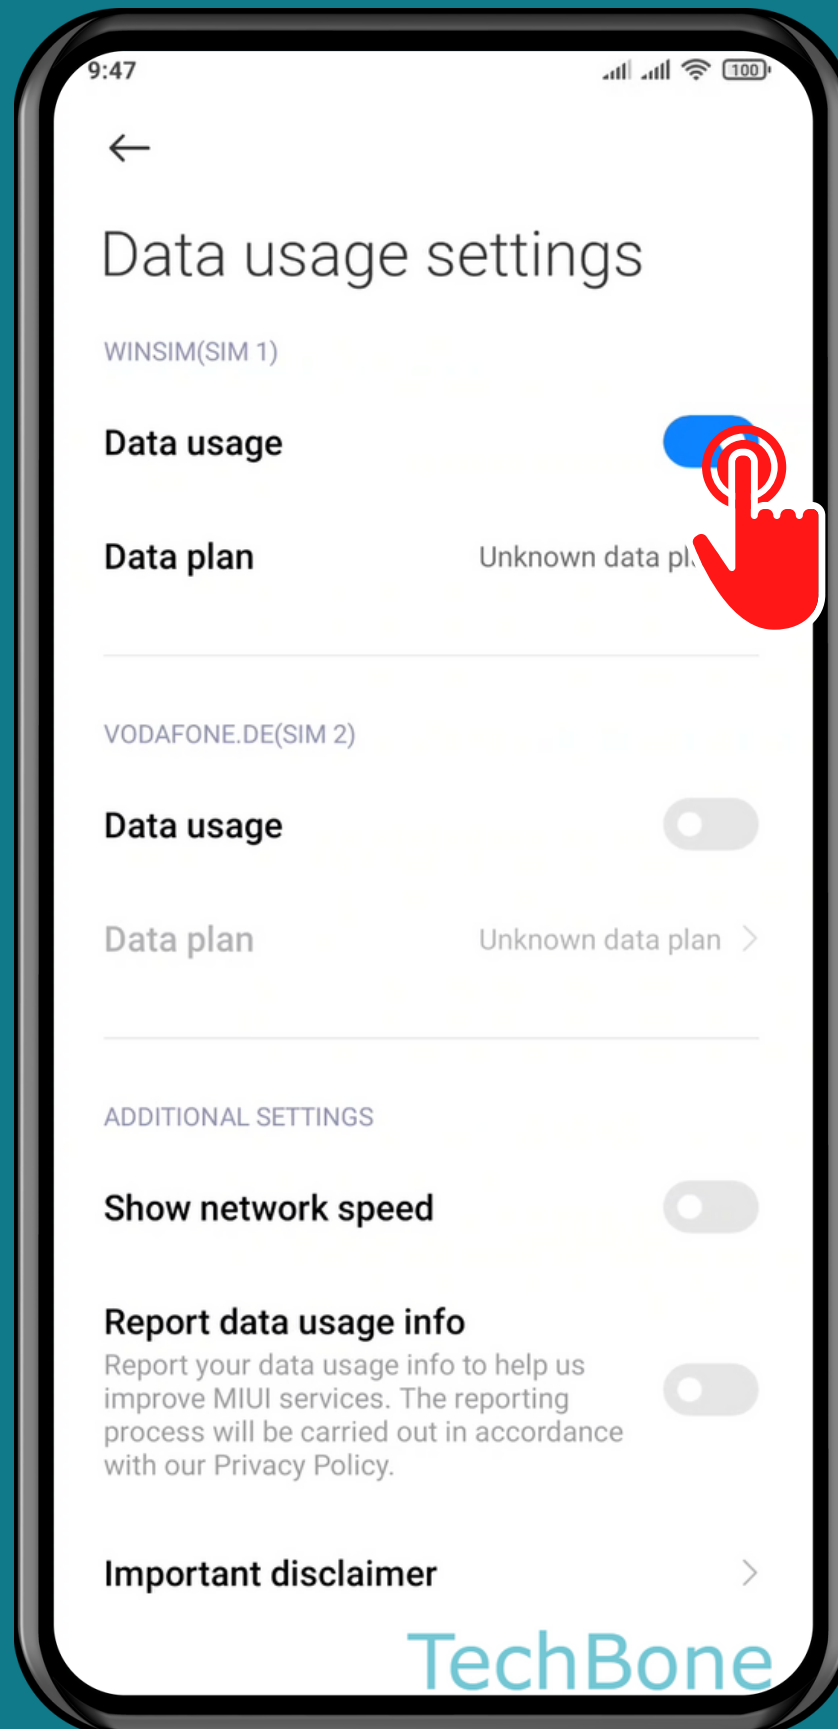 9:47
100
Data usage settings
WINSIM(SIM 1)
Data usage
Data plan
Unknown data
VODAFONE.DE(SIM 2)
Data usage
Data plan
Unknown data plan
ADDITIONAL SETTINGS
Show network speed
Report data usage info
Report your data usage info to help us
improve MIUI services. The reporting
process will be carried out in accordance
with our Privacy Policy.
Important disclaimer
TechBone